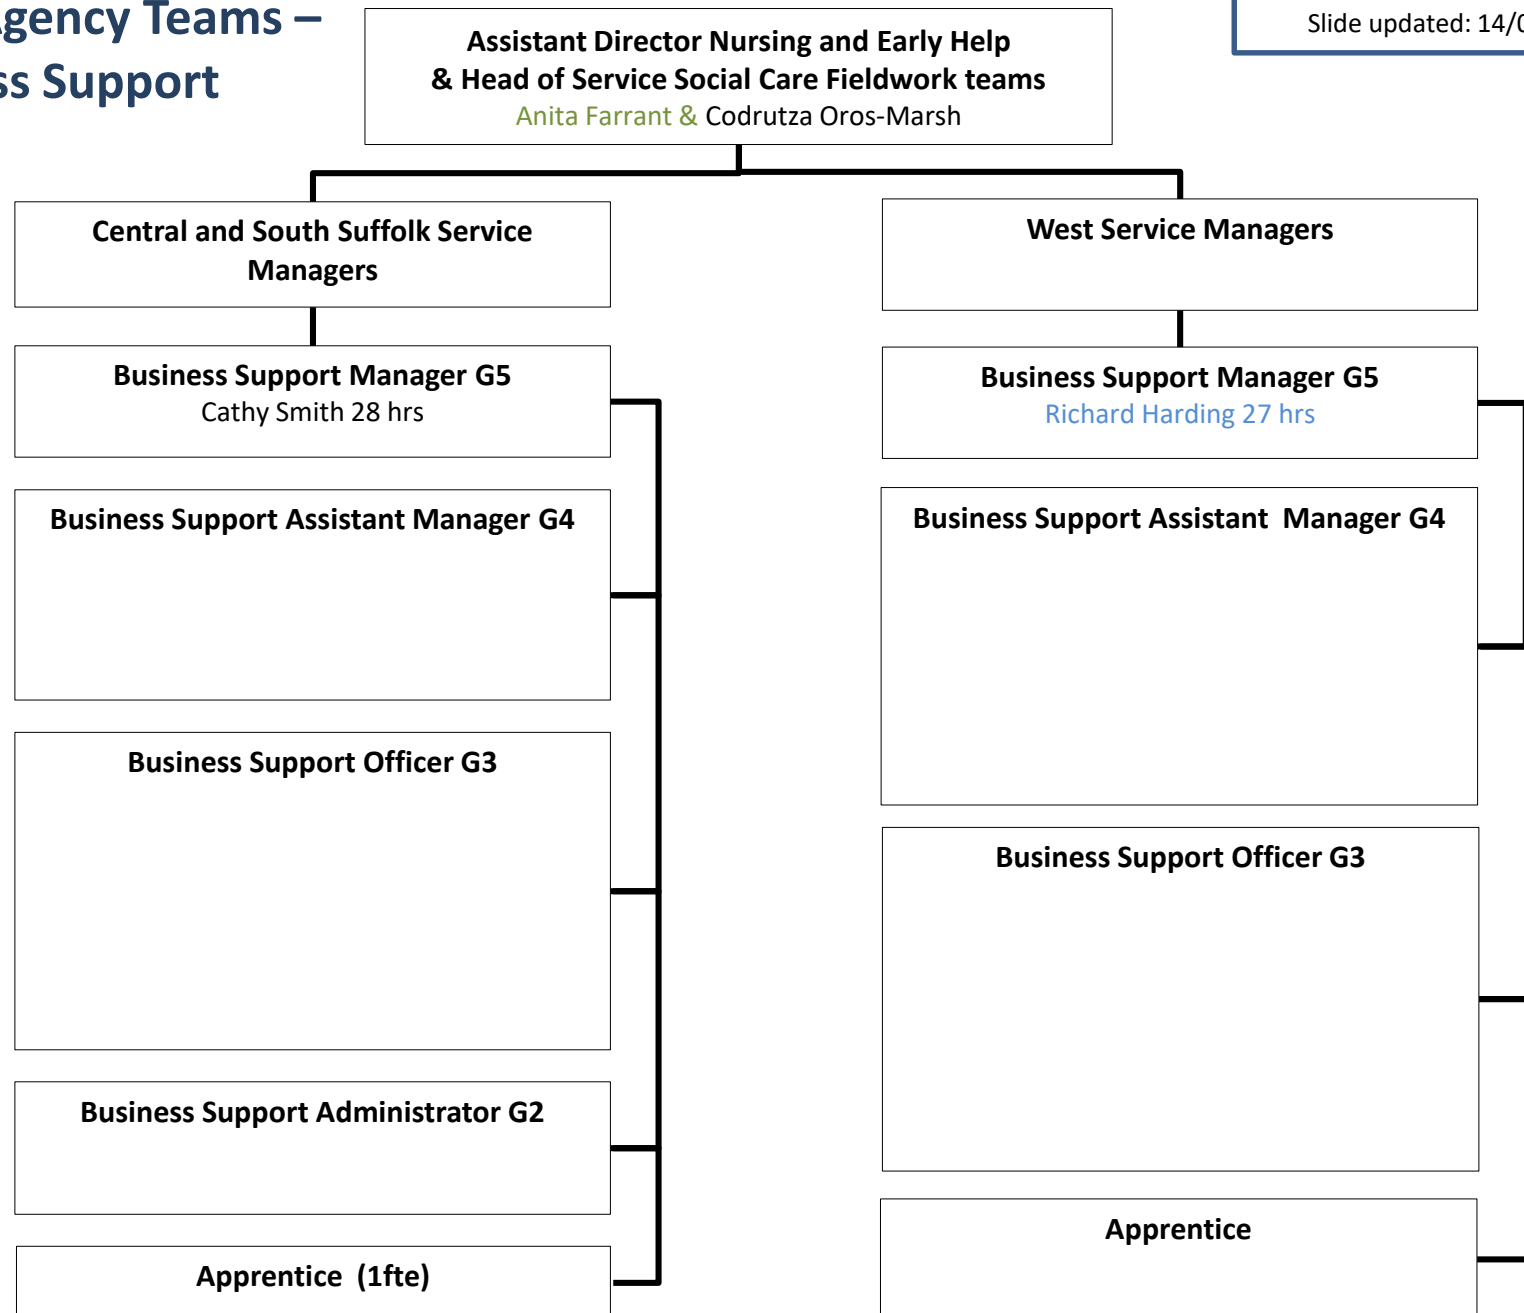 Agency Teams –
ss Support
Slide updated: 14/0
Assistant Director Nursing and Early Help
& Head of Service Social Care Fieldwork teams
Anita Farrant & Codrutza Oros-Marsh
Central and South Suffolk Service
Managers
Business Support Manager G5
Cathy Smith 28 hrs
Business Support Assistant Manager G4
Business Support Officer G3
Business Support Administrator G2
Apprentice (1fte)
West Service Managers
Business Support Manager G5
Richard Harding 27 hrs
Business Support Assistant Manager G4
Business Support Officer G3
Apprentice